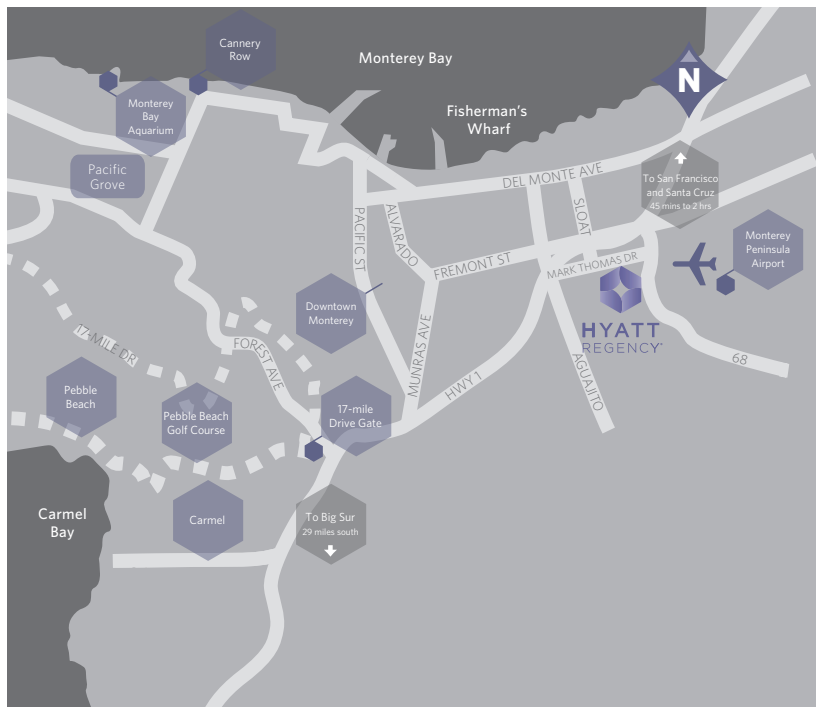 Cannery
Row
Monterey Bay
N
Monterey
Bay
Aquarium
Fisherman's
Wharf
Pacific
Grove
DEL MONTE AVE
To San Francisco
and Santa Cruz
45 mins to 2 hrs
PACIFIC ST
ALVARADO
SLOAT
Monterey
Peninsula
Airport
FREMONT ST
MARK THOMAS DR
Downtown
Monterey
HYATT
REGENCY
17-MILE DR
FOREST AVE
MUNRAS AVE
HWY 1
AGUAJITO
68
Pebble
Beach
Pebble Beach
Golf Course
17-mile
Drive Gate
Carmel
Bay
Carmel
To Big Sur
29 miles south